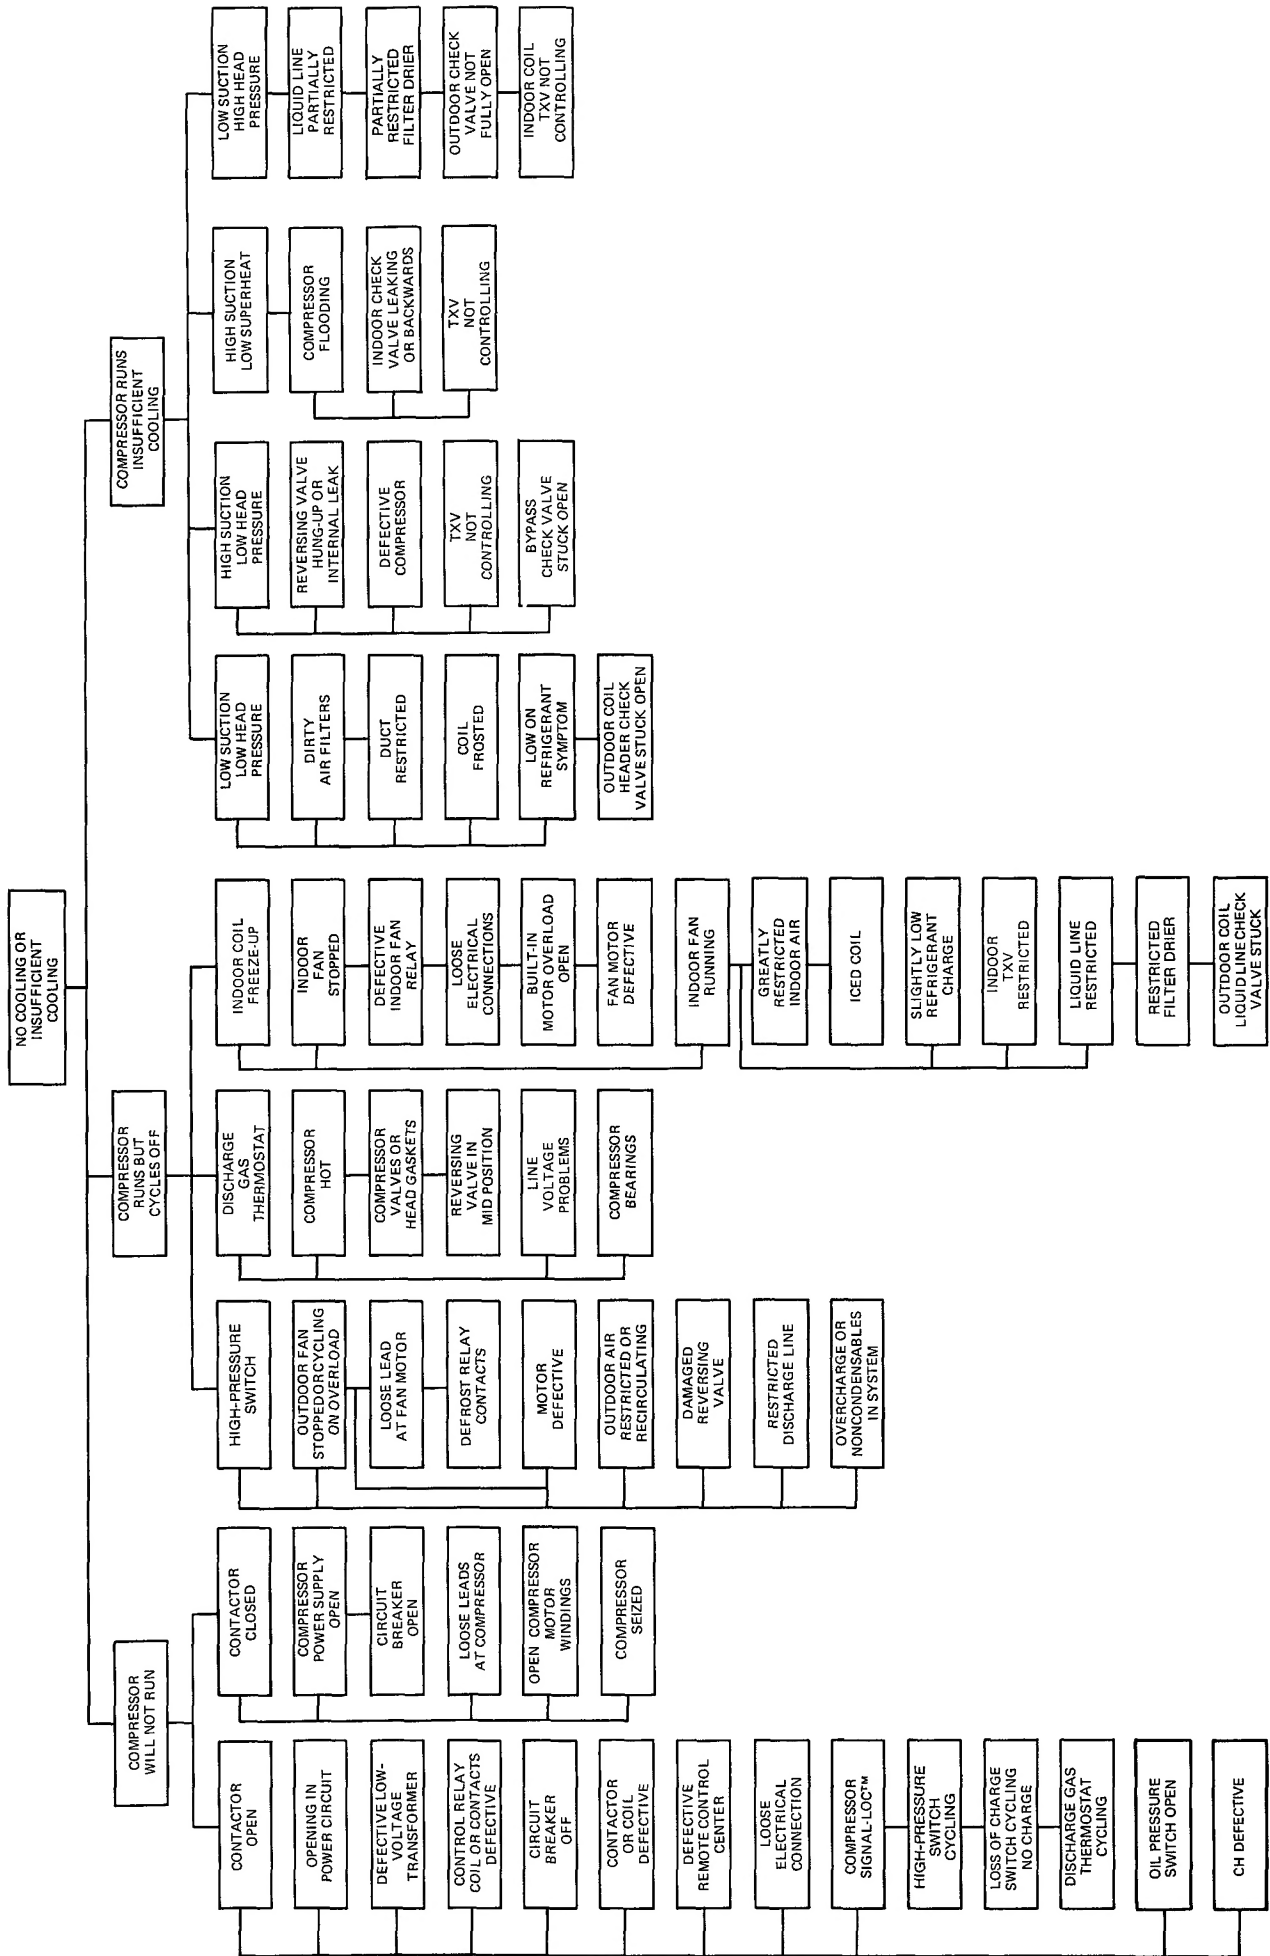 NO COOLING OR
INSUFFICIENT
COOLING
COMPRESSOR
WILL NOT RUN
CONTACTOR
OPEN
OPENING IN
POWER CIRCUIT
DEFECTIVE LOW-
VOLTAGE
TRANSFORMER
CONTROL RELAY
COIL OR CONTACTS
DEFECTIVE
CIRCUIT
BREAKER
OFF
CONTACTOR
OR COIL
DEFECTIVE
DEFECTIVE
REMOTE CONTROL
CENTER
LOOSE
ELECTRICAL
CONNECTION
COMPRESSOR
SIGNAL-LOC™
HIGH-PRESSURE
SWITCH
CYCLING
LOSS OF CHARGE
SWITCH CYCLING
NO CHARGE
DISCHARGE GAS
THERMOSTAT
CYCLING
OIL PRESSURE
SWITCH OPEN
CH DEFECTIVE
CONTACTOR
CLOSED
COMPRESSOR
POWER SUPPLY
OPEN
CIRCUIT
BREAKER
OPEN
LOOSE LEADS
AT COMPRESSOR
OPEN COMPRESSOR
MOTOR
WINDINGS
COMPRESSOR
SEIZED
COMPRESSOR
RUNS BUT
CYCLES OFF
HIGH-PRESSURE
SWITCH
OUTDOOR FAN
STOPPEDORCYCLING
ON OVERLOAD
LOOSE LEAD
AT FAN MOTOR
DEFROST RELAY
CONTACTS
MOTOR
DEFECTIVE
OUTDOOR AIR
RESTRICTED OR
RECIRCULATING
DAMAGED
REVERSING
VALVE
RESTRICTED
DISCHARGE LINE
OVERCHARGE OR
NONCONDENSABLES
IN SYSTEM
DISCHARGE
GAS
THERMOSTAT
COMPRESSOR
HOT
COMPRESSOR
VALVES OR
HEAD GASKETS
REVERSING
VALVE IN
MID POSITION
LINE
VOLTAGE
PROBLEMS
COMPRESSOR
BEARINGS
INDOOR COIL
FREEZE-UP
INDOOR
FAN
STOPPED
DEFECTIVE
INDOOR FAN
RELAY
LOOSE
ELECTRICAL
CONNECTIONS
BUILT-IN
MOTOR OVERLOAD
OPEN
FAN MOTOR
DEFECTIVE
INDOOR FAN
RUNNING
GREATLY
RESTRICTED
INDOOR AIR
ICED COIL
SLIGHTLY LOW
REFRIGERANT
CHARGE
INDOOR
TXV
RESTRICTED
LIQUID LINE
RESTRICTED
RESTRICTED
FILTER DRIER
OUTDOOR COIL
LIQUID LINECHECK
VALVE STUCK
COMPRESSOR RUNS
INSUFFICIENT
COOLING
LOW SUCTION
LOW HEAD
PRESSURE
DIRTY
AIR FILTERS
DUCT
RESTRICTED
COIL
FROSTED
LOW ON
REFRIGERANT
SYMPTOM
OUTDOOR COIL
HEADER CHECK
VALVE STUCK OPEN
HIGH SUCTION
LOW HEAD
PRESSURE
REVERSING VALVE
HUNG-UP OR
INTERNAL LEAK
DEFECTIVE
COMPRESSOR
TXV
NOT
CONTROLLING
BYPASS
CHECK VALVE
STUCK OPEN
HIGH SUCTION
LOW SUPERHEAT
COMPRESSOR
FLOODING
INDOOR CHECK
VALVE LEAKING
OR BACKWARDS
TXV
NOT
CONTROLLING
LOW SUCTION
HIGH HEAD
PRESSURE
LIQUID LINE
PARTIALLY
RESTRICTED
PARTIALLY
RESTRICTED
FILTER DRIER
OUTDOOR CHECK
VALVE NOT
FULLY OPEN
INDOOR COIL
TXV NOT
CONTROLLING